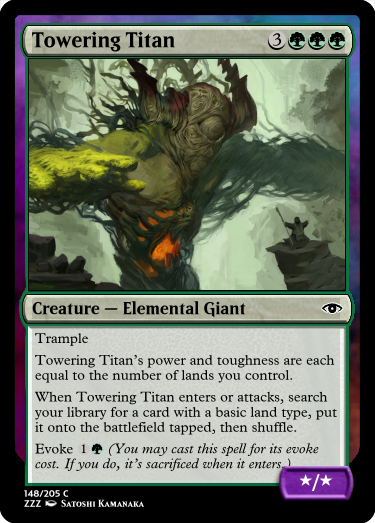 Towering Titan 3
Creature — Elemental Giant
Trample
Towering Titan's power and toughness are each
equal to the number of lands you control.
When Towering Titan enters or attacks, search
your library for a card with a basic land type, put
it onto the battlefield tapped, then shuffle.
Evoke 1 (You may cast this spell for its evoke
cost. If you do, it's sacrificed when it enters.)
★/★
148/205 C
ZZZ Satoshi Kamanaka